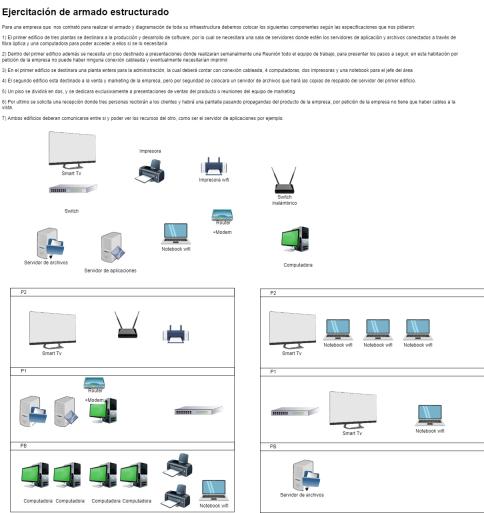 Ejercitación de armado estructurado
Para una empresa que nos contrató para realizar el armado y diagramación de toda su infraestructura debemos colocar los siguientes componentes según las especificaciones que nos pidieron:
1) El primer edificio de tres plantas se destinara a la producción y desarrollo de software, por lo cual se necesitara una sala de servidores donde estén los servidores de aplicación y archivos conectados a través de
fibra óptica y una computadora para poder acceder a ellos si se lo necesitaría
2) Dentro del primer edificio además se necesita un piso destinado a presentaciones donde realizarían semanalmente una Reunión todo el equipo de trabajo, para presentar los pasos a seguir, en esta habitación por
petición de la empresa no puede haber ninguna conexión cableada y eventualmente necesitarían imprimir
3) En el primer edificio se destinara una planta entera para la administración, la cual deberá contar con conexión cableada, 4 computadoras, dos impresoras y una notebook para el jefe del área
4) El segundo edificio está destinado a la venta y marketing de la empresa, pero por seguridad se colocara un servidor de archivos que hará las copias de respaldo del servidor del primer edificio.
5) Un piso se dividirá en dos, y se dedicara exclusivamente a presentaciones de ventas del producto o reuniones del equipo de marketing
6) Por ultimo se solicita una recepción donde tres personas recibirán a los clientes y habrá una pantalla pasando propagandas del producto de la empresa, por petición de la empresa no tiene que haber cables a la
vista.
7) Ambos edificios deberan comunicarse entre si y poder ver los recursos del otro, como ser el servidor de aplicaciones por ejemplo.
Impresora
Smart Tv
Impresora wifi
Switch
inalámbrico
Switch
Router
+Modem
Notebook wifi
Servidor de archivos
Servidor de aplicaciones
Computadora
P2
P2
Smart Tv
Smart Tv
Notebook wifi
Notebook wifi
Notebook wifi
P1
P1
Router
+Modem
Smart Tv
Notebook wifi
PB
PB
Computadora
Computadora
Computadora
Computadora
Notebook wifi
Servidor de archivos